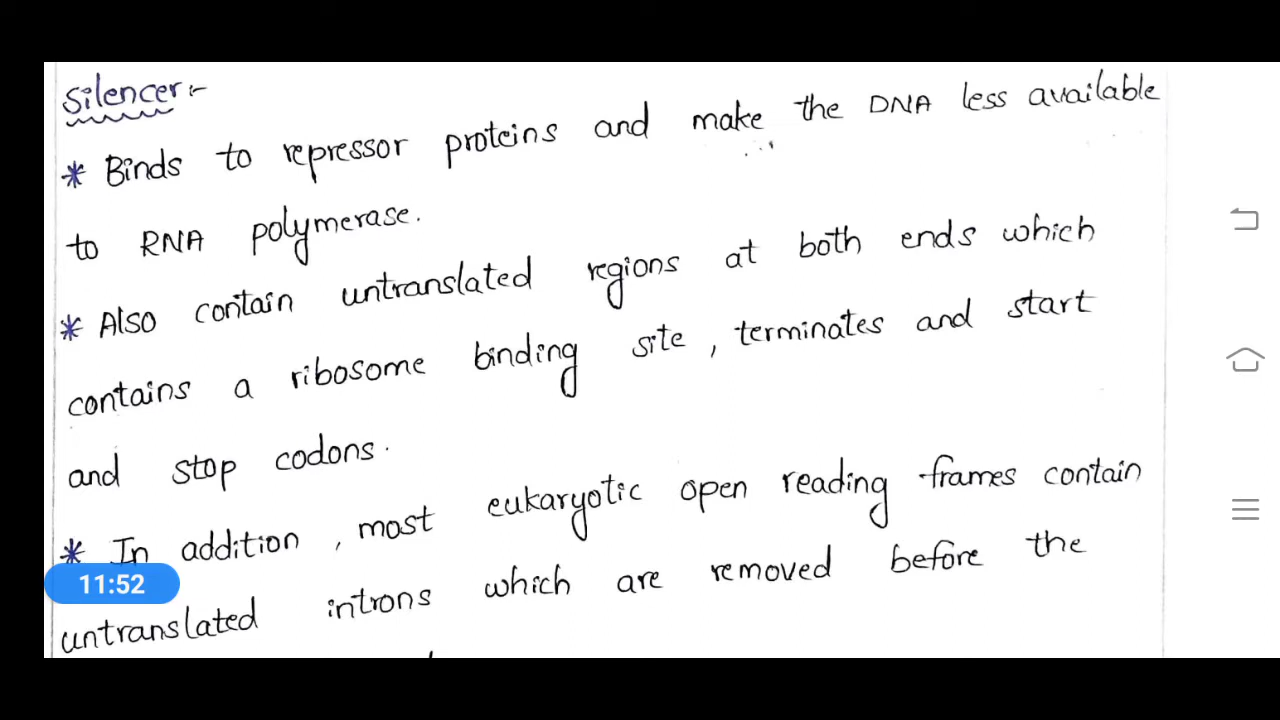 Silencer :-
* Binds to repressor proteins and make the DNA less available
to RNA polymerase.
* Also contain untranslated regions at both ends which
contains a ribosome binding site, terminates and start
and stop codons.
* In addition, most eukaryotic open reading frames contain
11:52
untranslated introns which are removed before the